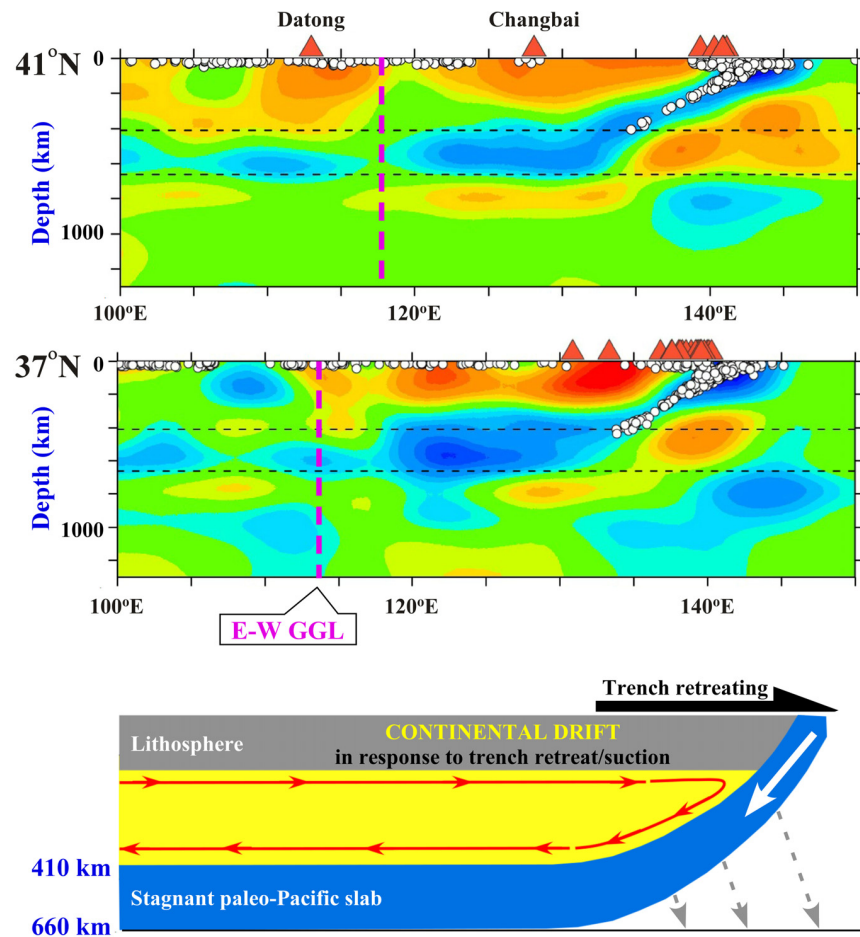 Datong
Changbai
41°N
0
Depth (km)
1000
100°E
120°E
140°E
37°N
0
Depth (km)
1000
100°E
120°E
140°E
E-W GGL
Trench retreating
CONTINENTAL DRIFT
in response to trench retreat/suction
Lithosphere
410 km
Stagnant paleo-Pacific slab
660 km